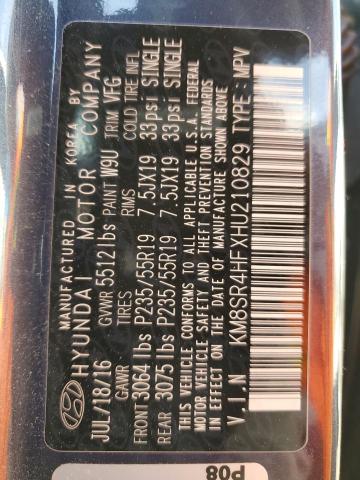 MANUFACTURED IN KOREA BY
HYUNDAI MOTOR COMPANY
JUL/18/16 GVWR 5512 lbs PAINT W9U TRIM VFG
GAWR TIRES RIMS COLD TIRE INFL
FRONT 3064 lbs P235/55R19 7.5JX19 33psi SINGLE
REAR 3075 lbs P235/55R19 7.5JX19 33psi SINGLE
THIS VEHICLE CONFORMS TO ALL APPLICABLE U.S.A. FEDERAL
MOTOR VEHICLE SAFETY AND THEFT PREVENTION STANDARDS
IN EFFECT ON THE DATE OF MANUFACTURE SHOWN ABOVE.
V.I.N KM8SR4HFXHU210829 TYPE: MPV
P08